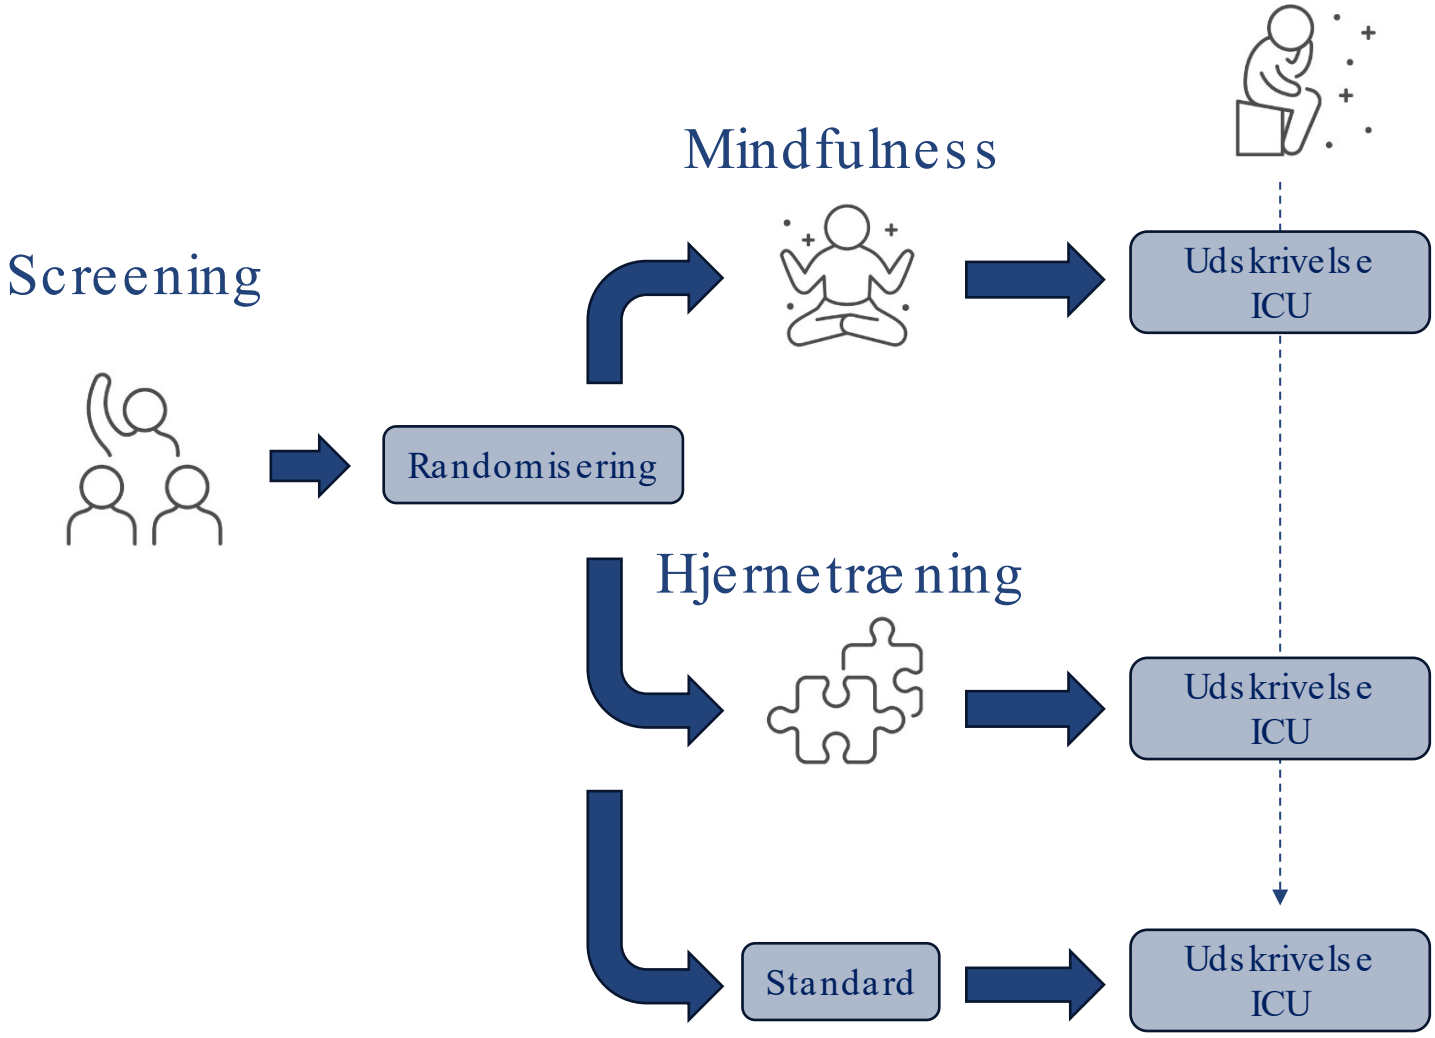 Screening
Randomisering
Mindfulness
Udskrivelse
ICU
Hjernetræning
Udskrivelse
ICU
Standard
Udskrivelse
ICU